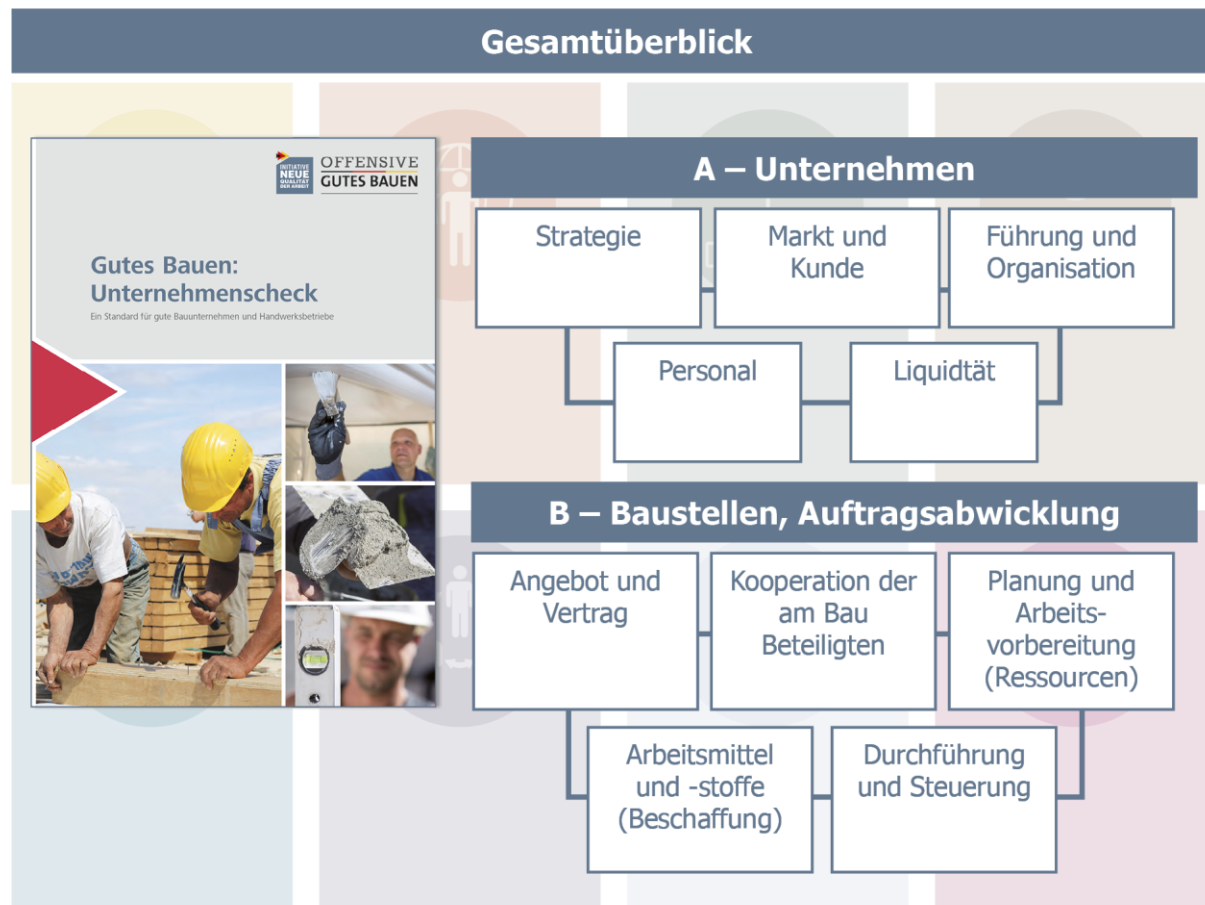 Gesamtüberblick
INITIATIVE
NEUE
QUALITÄT
DER ARBEIT
OFFENSIVE
GUTES BAUEN
Gutes Bauen:
Unternehmenscheck
Ein Standard für gute Bauunternehmen und Handwerksbetriebe
A – Unternehmen
Strategie
Markt und
Kunde
Führung und
Organisation
Personal
Liquidtät
B – Baustellen, Auftragsabwicklung
Angebot und
Vertrag
Kooperation der
am Bau
Beteiligten
Planung und
Arbeits-
vorbereitung
(Ressourcen)
Arbeitsmittel
und -stoffe
(Beschaffung)
Durchführung
und Steuerung